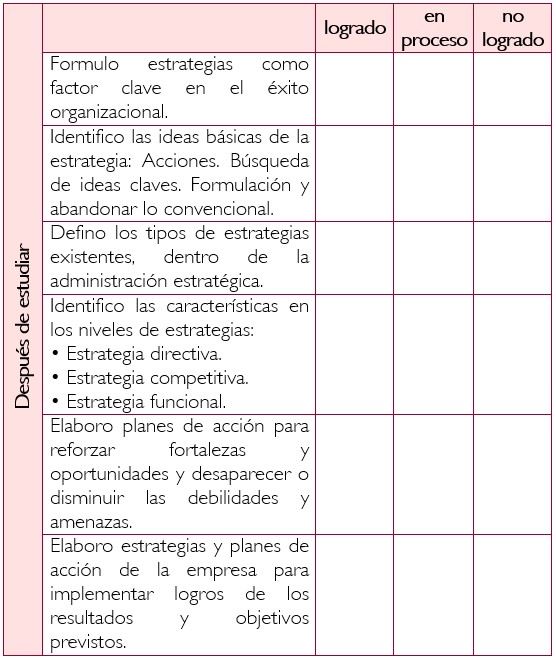 logrado
en
proceso
no
logrado
Después de estudiar
Formulo estrategias como
factor clave en el éxito
organizacional.
Identifico las ideas básicas de la
estrategia: Acciones. Búsqueda
de ideas claves. Formulación y
abandonar lo convencional.
Defino los tipos de estrategias
existentes, dentro de la
administración estratégica.
Identifico las características en
los niveles de estrategias:
• Estrategia directiva.
• Estrategia competitiva.
• Estrategia funcional.
Elaboro planes de acción para
reforzar fortalezas y
oportunidades y desaparecer o
disminuir las debilidades y
amenazas.
Elaboro estrategias y planes de
acción de la empresa para
implementar logros de los
resultados y objetivos
previstos.